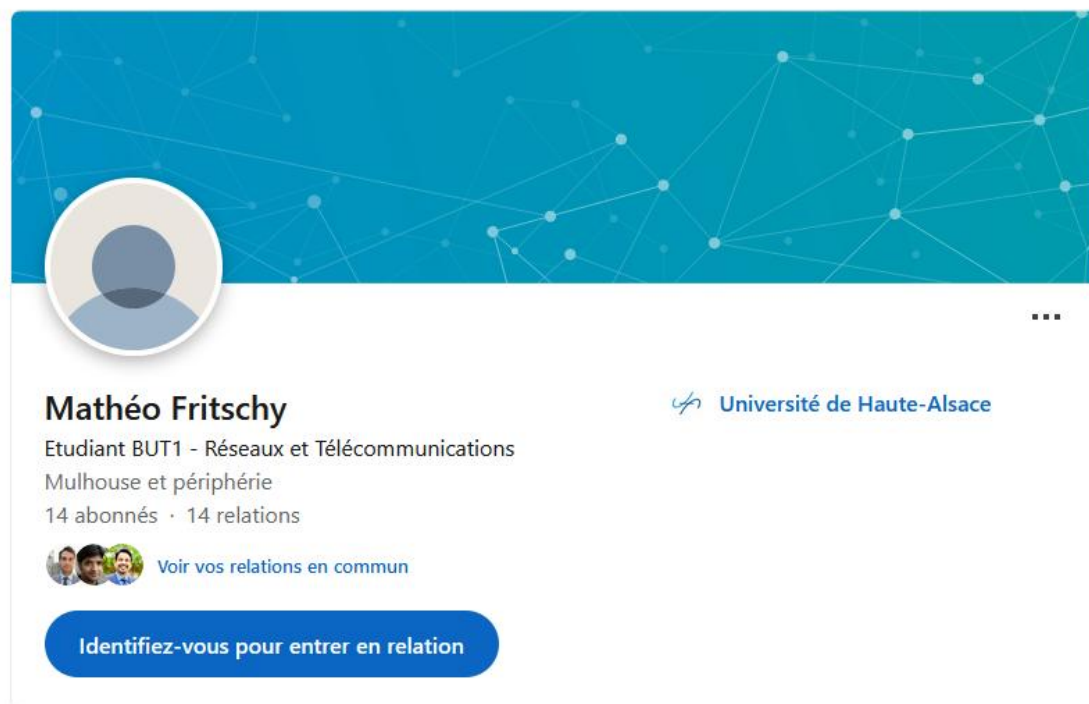 Mathéo Fritschy
Université de Haute-Alsace
Etudiant BUT1 - Réseaux et Télécommunications
Mulhouse et périphérie
14 abonnés · 14 relations
Voir vos relations en commun
Identifiez-vous pour entrer en relation